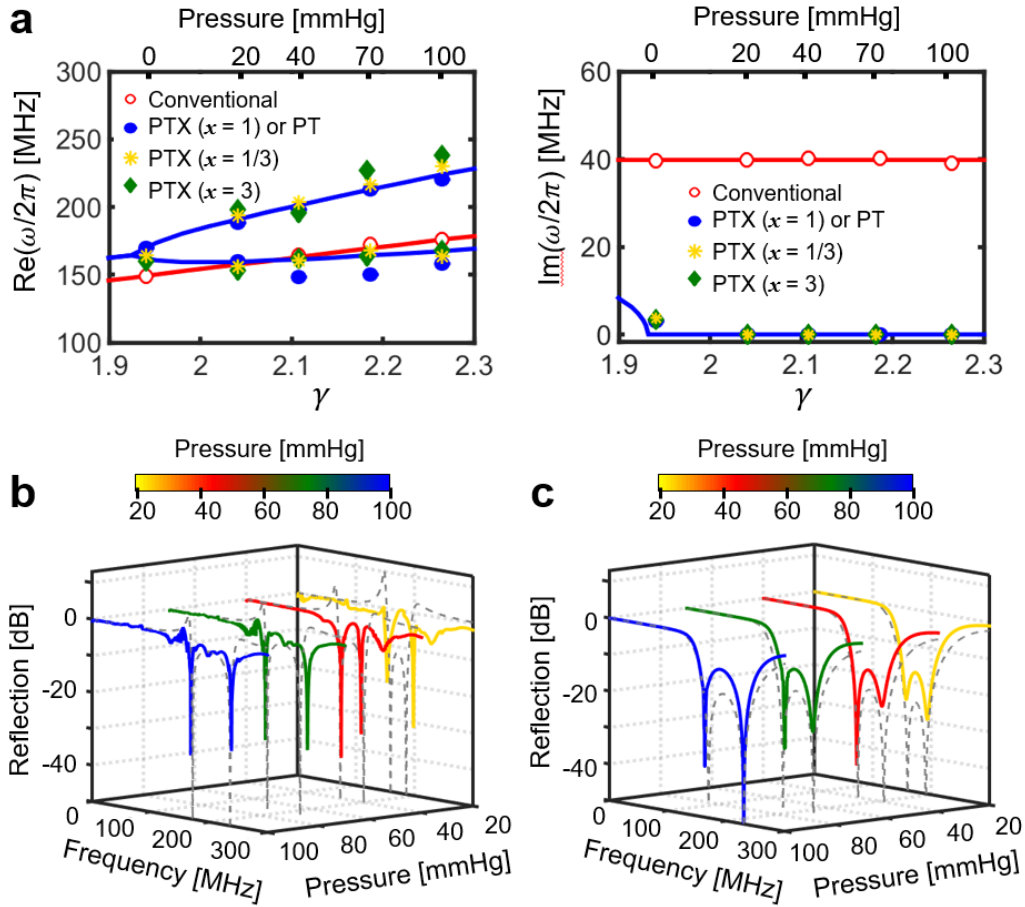 a
Pressure [mmHg]
0 20 40 70 100
300
250
200
150
100
Re(ω/2π) [MHz]
Conventional
PTX (x = 1) or PT
PTX (x = 1/3)
PTX (x = 3)
1.9 2 2.1 2.2 2.3
γ
Pressure [mmHg]
0 20 40 70 100
60
40
20
0
Im(ω/2π) [MHz]
Conventional
PTX (x = 1) or PT
PTX (x = 1/3)
PTX (x = 3)
1.9 2 2.1 2.2 2.3
γ
b
Pressure [mmHg]
20 40 60 80 100
Reflection [dB]
0
-20
-40
0 100 200 300
Frequency [MHz]
100 80 60 40 20
Pressure [mmHg]
c
Pressure [mmHg]
20 40 60 80 100
Reflection [dB]
0
-20
-40
0 100 200 300
Frequency [MHz]
100 80 60 40 20
Pressure [mmHg]